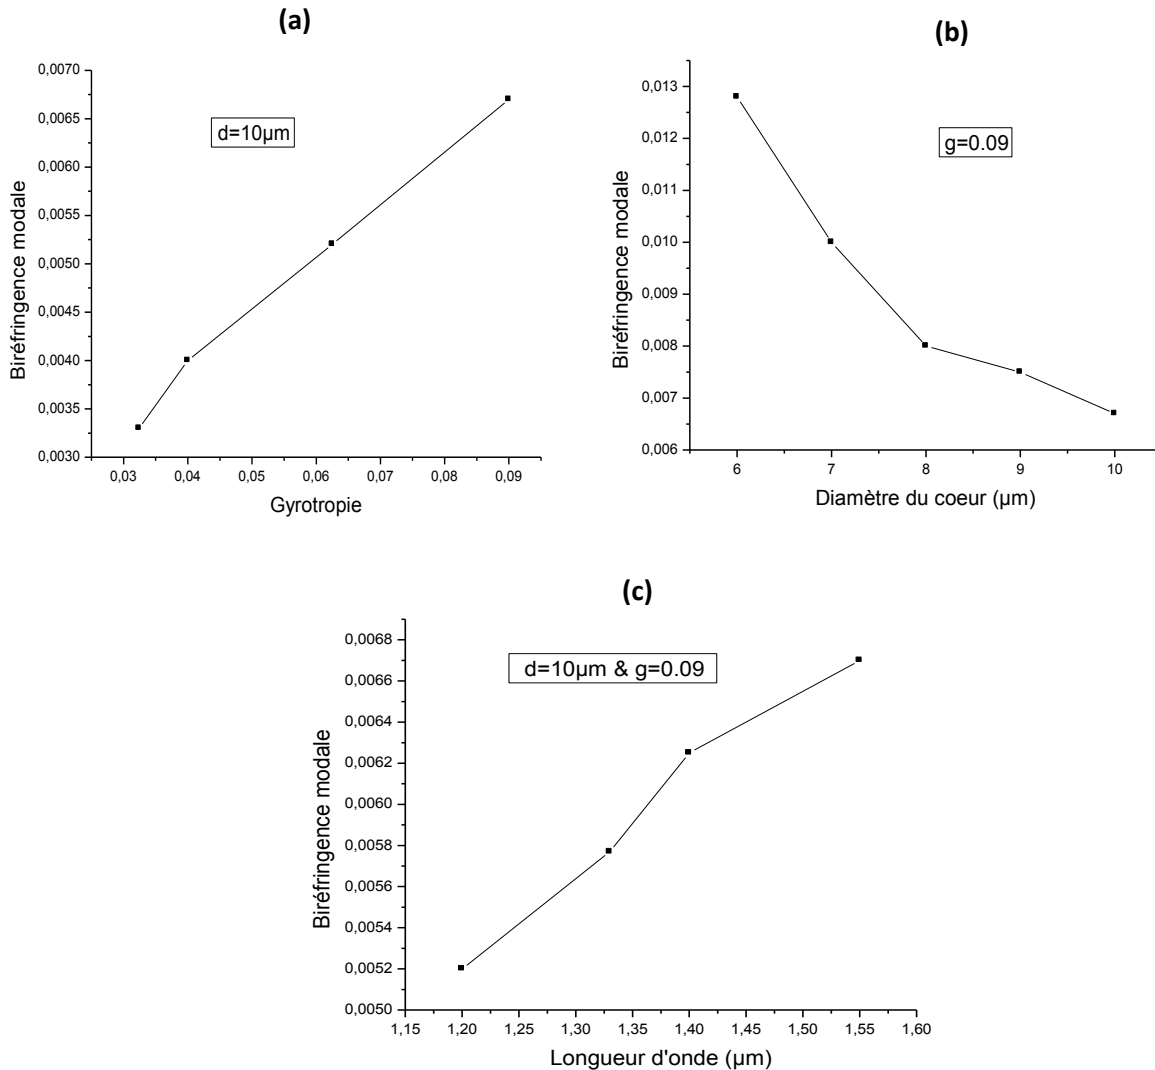 (a)
0,0070
0,0065
0,0060
0,0055
0,0050
0,0045
0,0040
0,0035
0,0030
Biréfringence modale
d=10µm
0,03 0,04 0,05 0,06 0,07 0,08 0,09
Gyrotropie
(b)
0,013
0,012
0,011
0,010
0,009
0,008
0,007
0,006
Biréfringence modale
g=0.09
6 7 8 9 10
Diamètre du coeur (µm)
(c)
0,0068
0,0066
0,0064
0,0062
0,0060
0,0058
0,0056
0,0054
0,0052
0,0050
Biréfringence modale
d=10µm & g=0.09
1,15 1,20 1,25 1,30 1,35 1,40 1,45 1,50 1,55 1,60
Longueur d'onde (µm)